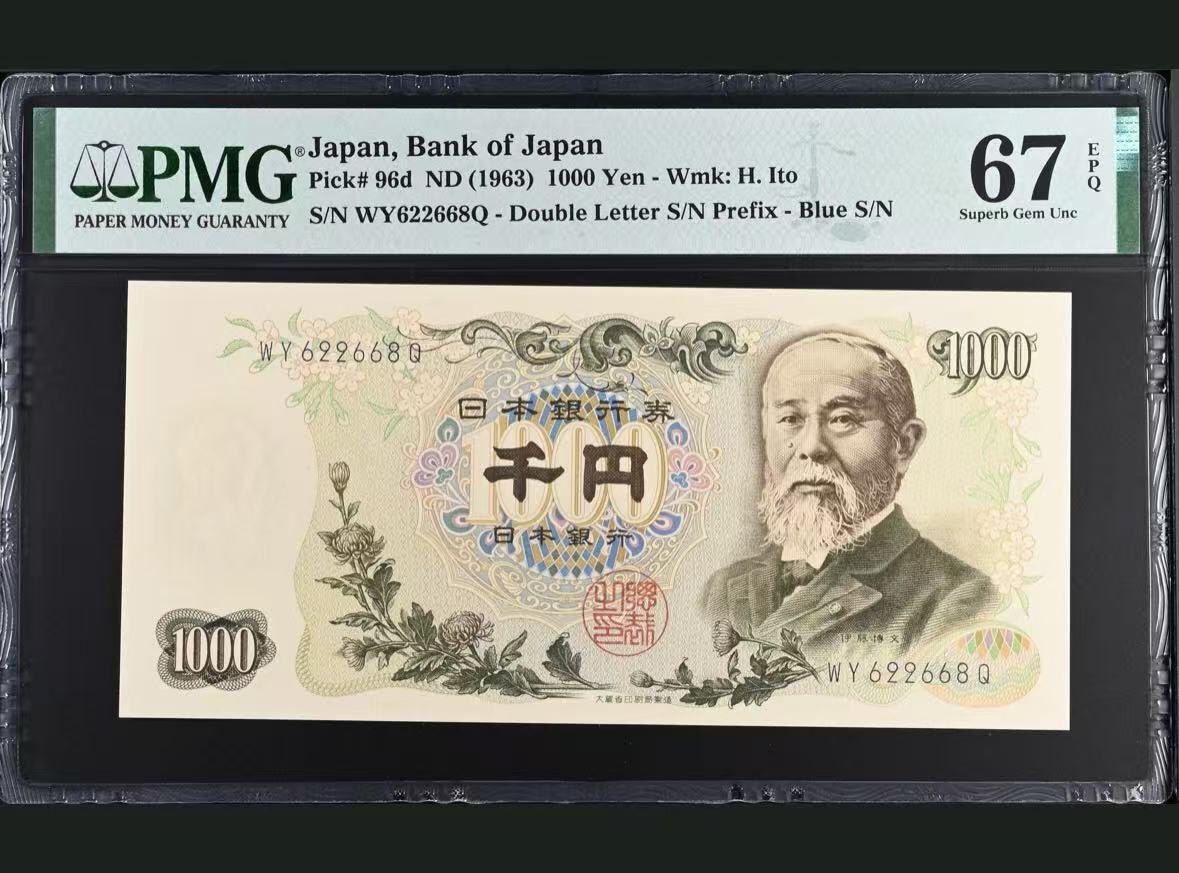 PMG®
PAPER MONEY GUARANTY
Japan, Bank of Japan
Pick# 96d ND (1963) 1000 Yen - Wmk: H. Ito
S/N WY622668Q - Double Letter S/N Prefix - Blue S/N
67
EPQ
Superb Gem Unc
WY622668Q
1000
日本銀行券
1000
千円
日本銀行
伊藤博文
1000
WY622668Q
大蔵省印刷局製造